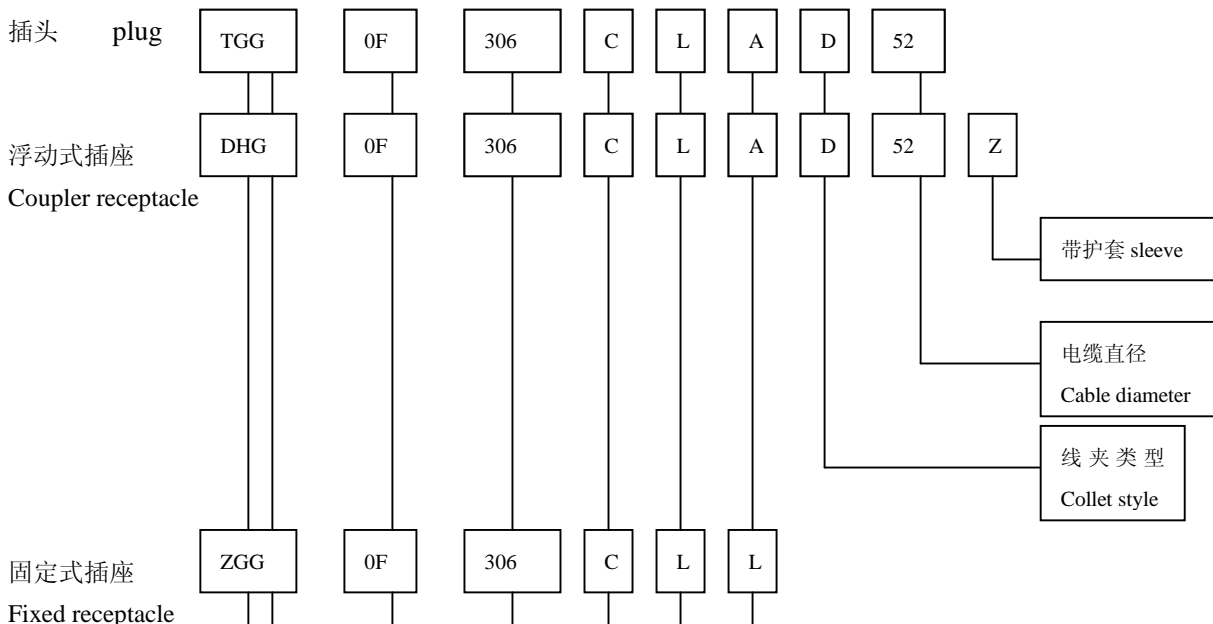 插头 plug TGG 0F 306 C L A D 52
DHG 0F 306 C L A D 52 Z
浮动式插座
Coupler receptacle
带护套 sleeve
电缆直径
Cable diameter
线 夹 类 型
Collet style
ZGG 0F 306 C L L
固定式插座
Fixed receptacle